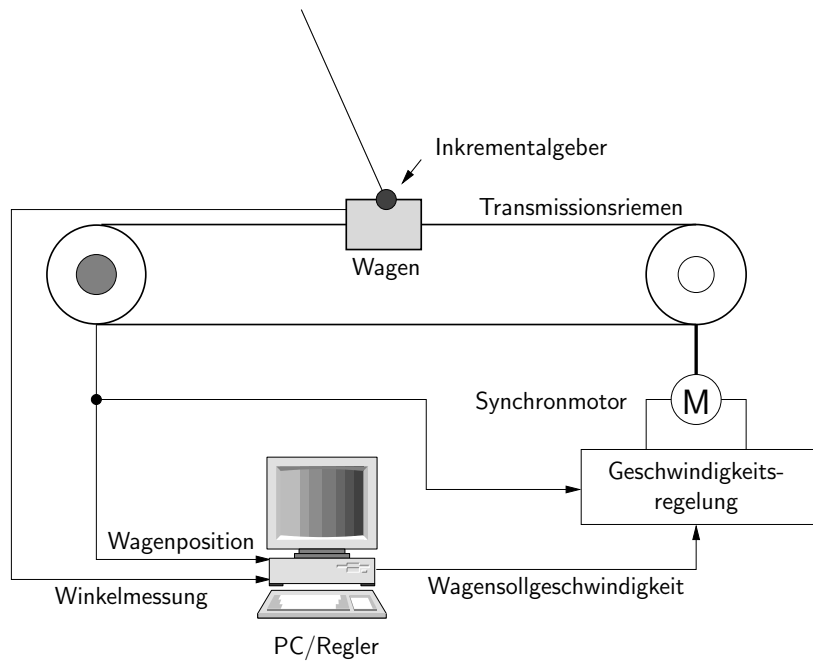 Inkrementalgeber
Transmissionsriemen
Wagen
Synchronmotor
M
Geschwindigkeits-
regelung
Wagenposition
Wagensollgeschwindigkeit
Winkelmessung
PC/Regler